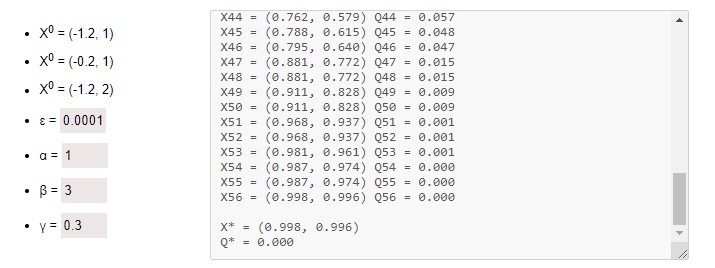 X⁰ = (-1.2, 1)
X⁰ = (-0.2, 1)
X⁰ = (-1.2, 2)
ε = 0.0001
α = 1
β = 3
γ = 0.3
X44 = (0.762, 0.579) Q44 = 0.057
X45 = (0.788, 0.615) Q45 = 0.048
X46 = (0.795, 0.640) Q46 = 0.047
X47 = (0.881, 0.772) Q47 = 0.015
X48 = (0.881, 0.772) Q48 = 0.015
X49 = (0.911, 0.828) Q49 = 0.009
X50 = (0.911, 0.828) Q50 = 0.009
X51 = (0.968, 0.937) Q51 = 0.001
X52 = (0.968, 0.937) Q52 = 0.001
X53 = (0.981, 0.961) Q53 = 0.001
X54 = (0.987, 0.974) Q54 = 0.000
X55 = (0.987, 0.974) Q55 = 0.000
X56 = (0.998, 0.996) Q56 = 0.000
X* = (0.998, 0.996)
Q* = 0.000